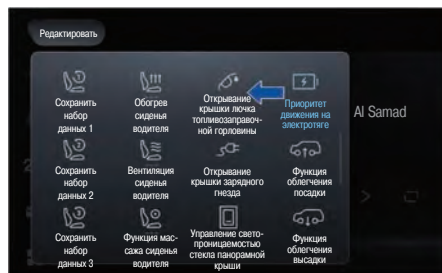 Редактировать
Сохранить
набор
данных 1
Обогрев
сиденья
водителя
Открывание
крышки лючка
топливозаправоч-
ной горловины
Приоритет
движения на
электротяге
Al Samad
Сохранить
набор
данных 2
Вентиляция
сиденья
водителя
Открывание
крышки зарядного
гнезда
Функция
облегчения
посадки
Сохранить
набор
данных 3
Функция мас-
сажа сиденья
водителя
Управление свето-
проницаемостью
стекла панорамной
крыши
Функция
облегчения
высадки